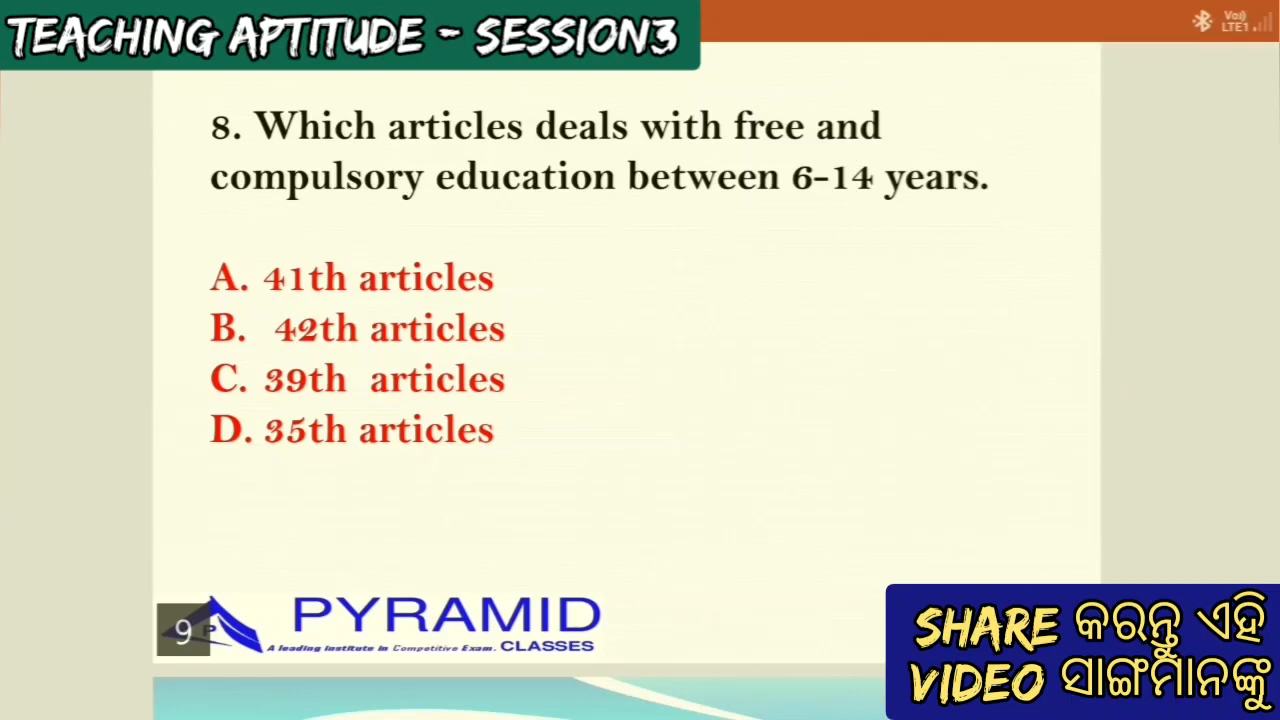 TEACHING APTITUDE - SESSION3
Vo))
LTE1
8. Which articles deals with free and
compulsory education between 6-14 years.
A. 41th articles
B. 42th articles
C. 39th articles
D. 35th articles
9
P
PYRAMID
A leading institute in Competitive Exam. CLASSES
SHARE କରନ୍ତୁ ଏହି
VIDEO ସାଙ୍ଗମାନଙ୍କୁ